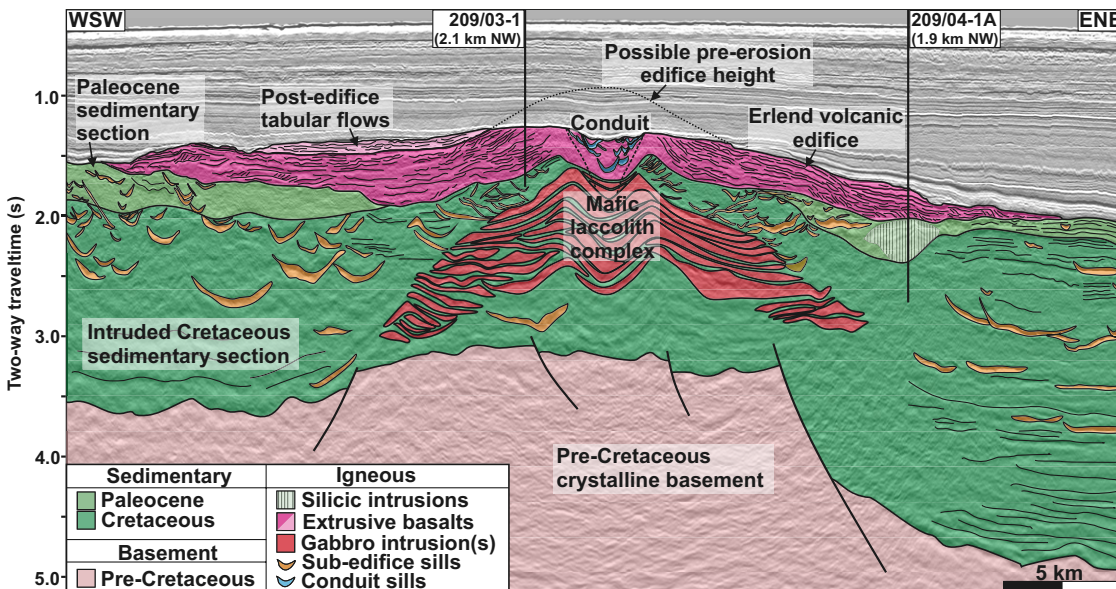 WSW
209/03-1
(2.1 km NW)
209/04-1A
(1.9 km NW)
ENE
Possible pre-erosion
edifice height
Paleocene
sedimentary
section
Post-edifice
tabular flows
Conduit
Erlend volcanic
edifice
Mafic
laccolith
complex
Intruded Cretaceous
sedimentary section
Pre-Cretaceous
crystalline basement
Two-way traveltime (s)
1.0
2.0
3.0
4.0
5.0
Sedimentary
Paleocene
Cretaceous
Basement
Pre-Cretaceous
Igneous
Silicic intrusions
Extrusive basalts
Gabbro intrusion(s)
Sub-edifice sills
Conduit sills
5 km